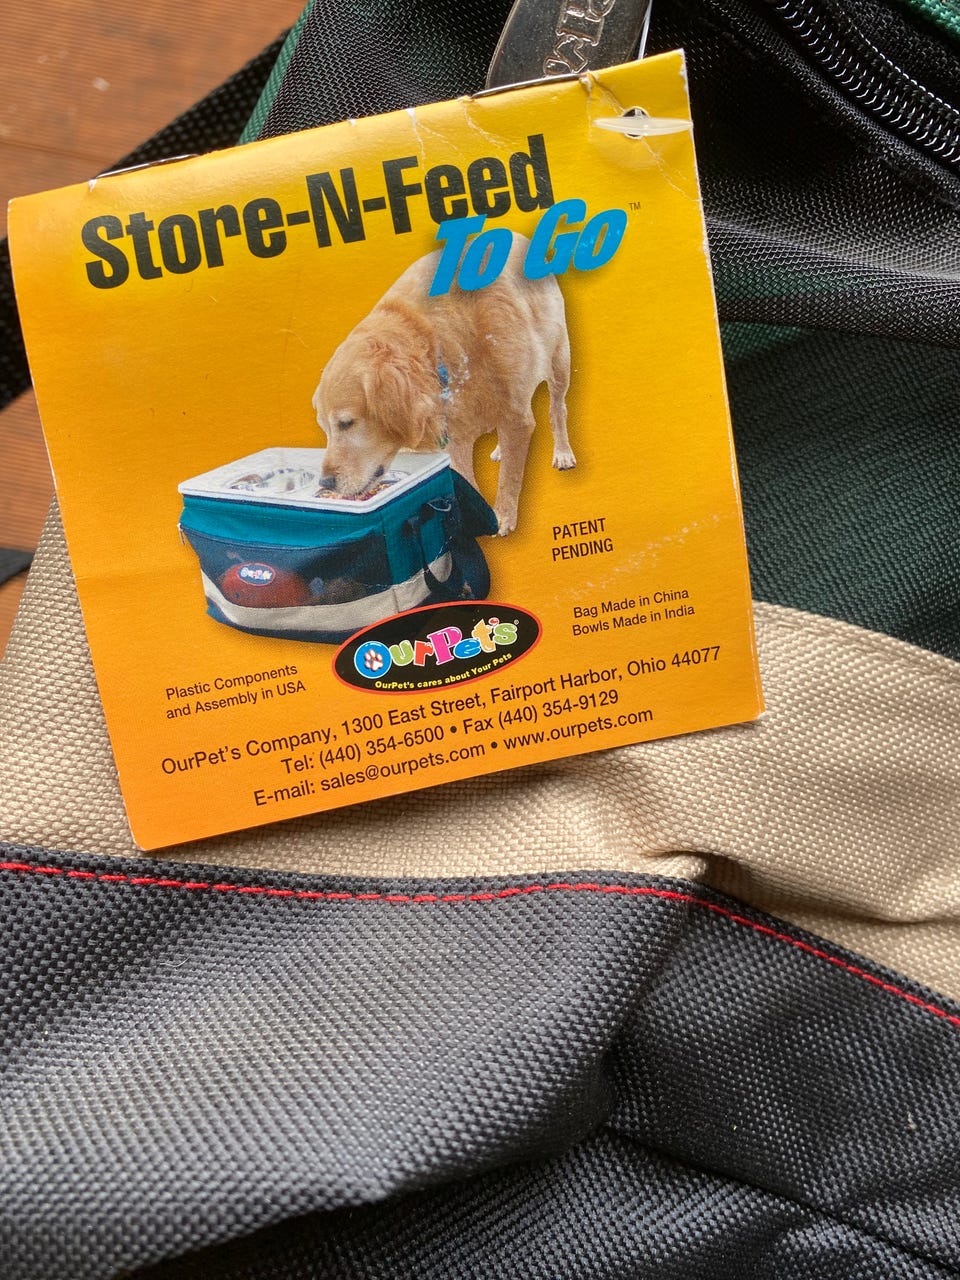 Store-N-Feed
To Go™
PATENT
PENDING
OurPet's
Bag Made in China
Bowls Made in India
OurPet's®
OurPet's cares about Your Pets
Plastic Components
and Assembly in USA
OurPet's Company, 1300 East Street, Fairport Harbor, Ohio 44077
Tel: (440) 354-6500 • Fax (440) 354-9129
E-mail: sales@ourpets.com • www.ourpets.com